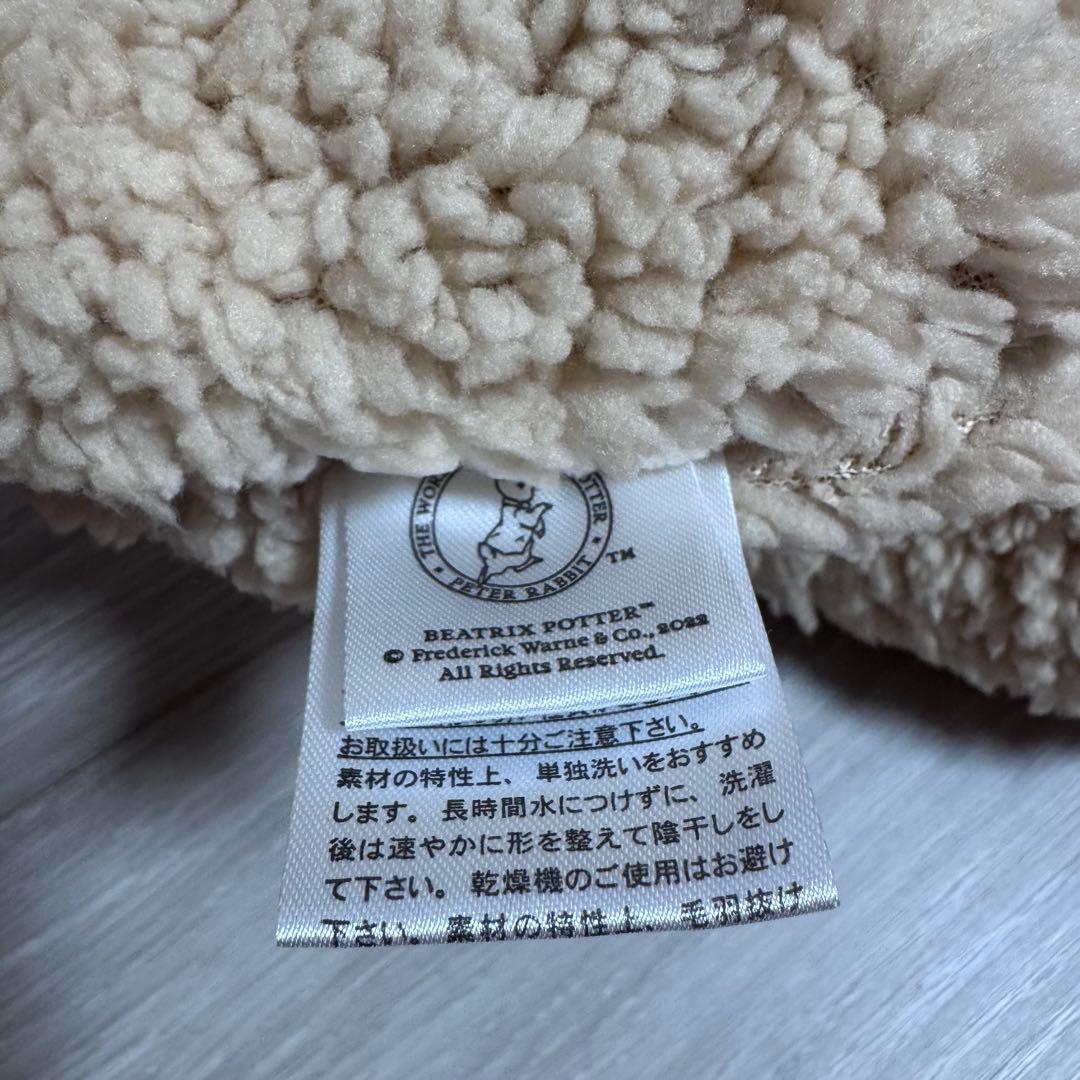 THE WOR
OTTER
PETER RABBIT
TM
BEATRIX POTTER™
© Frederick Warne & Co., 2022
All Rights Reserved.
お取扱いには十分ご注意下さい。
素材の特性上、単独洗いをおすすめ
します。長時間水につけずに、洗濯
後は速やかに形を整えて陰干しをし
て下さい。乾燥機のご使用はお避け
下さい。素材の特性上、毛羽抜け